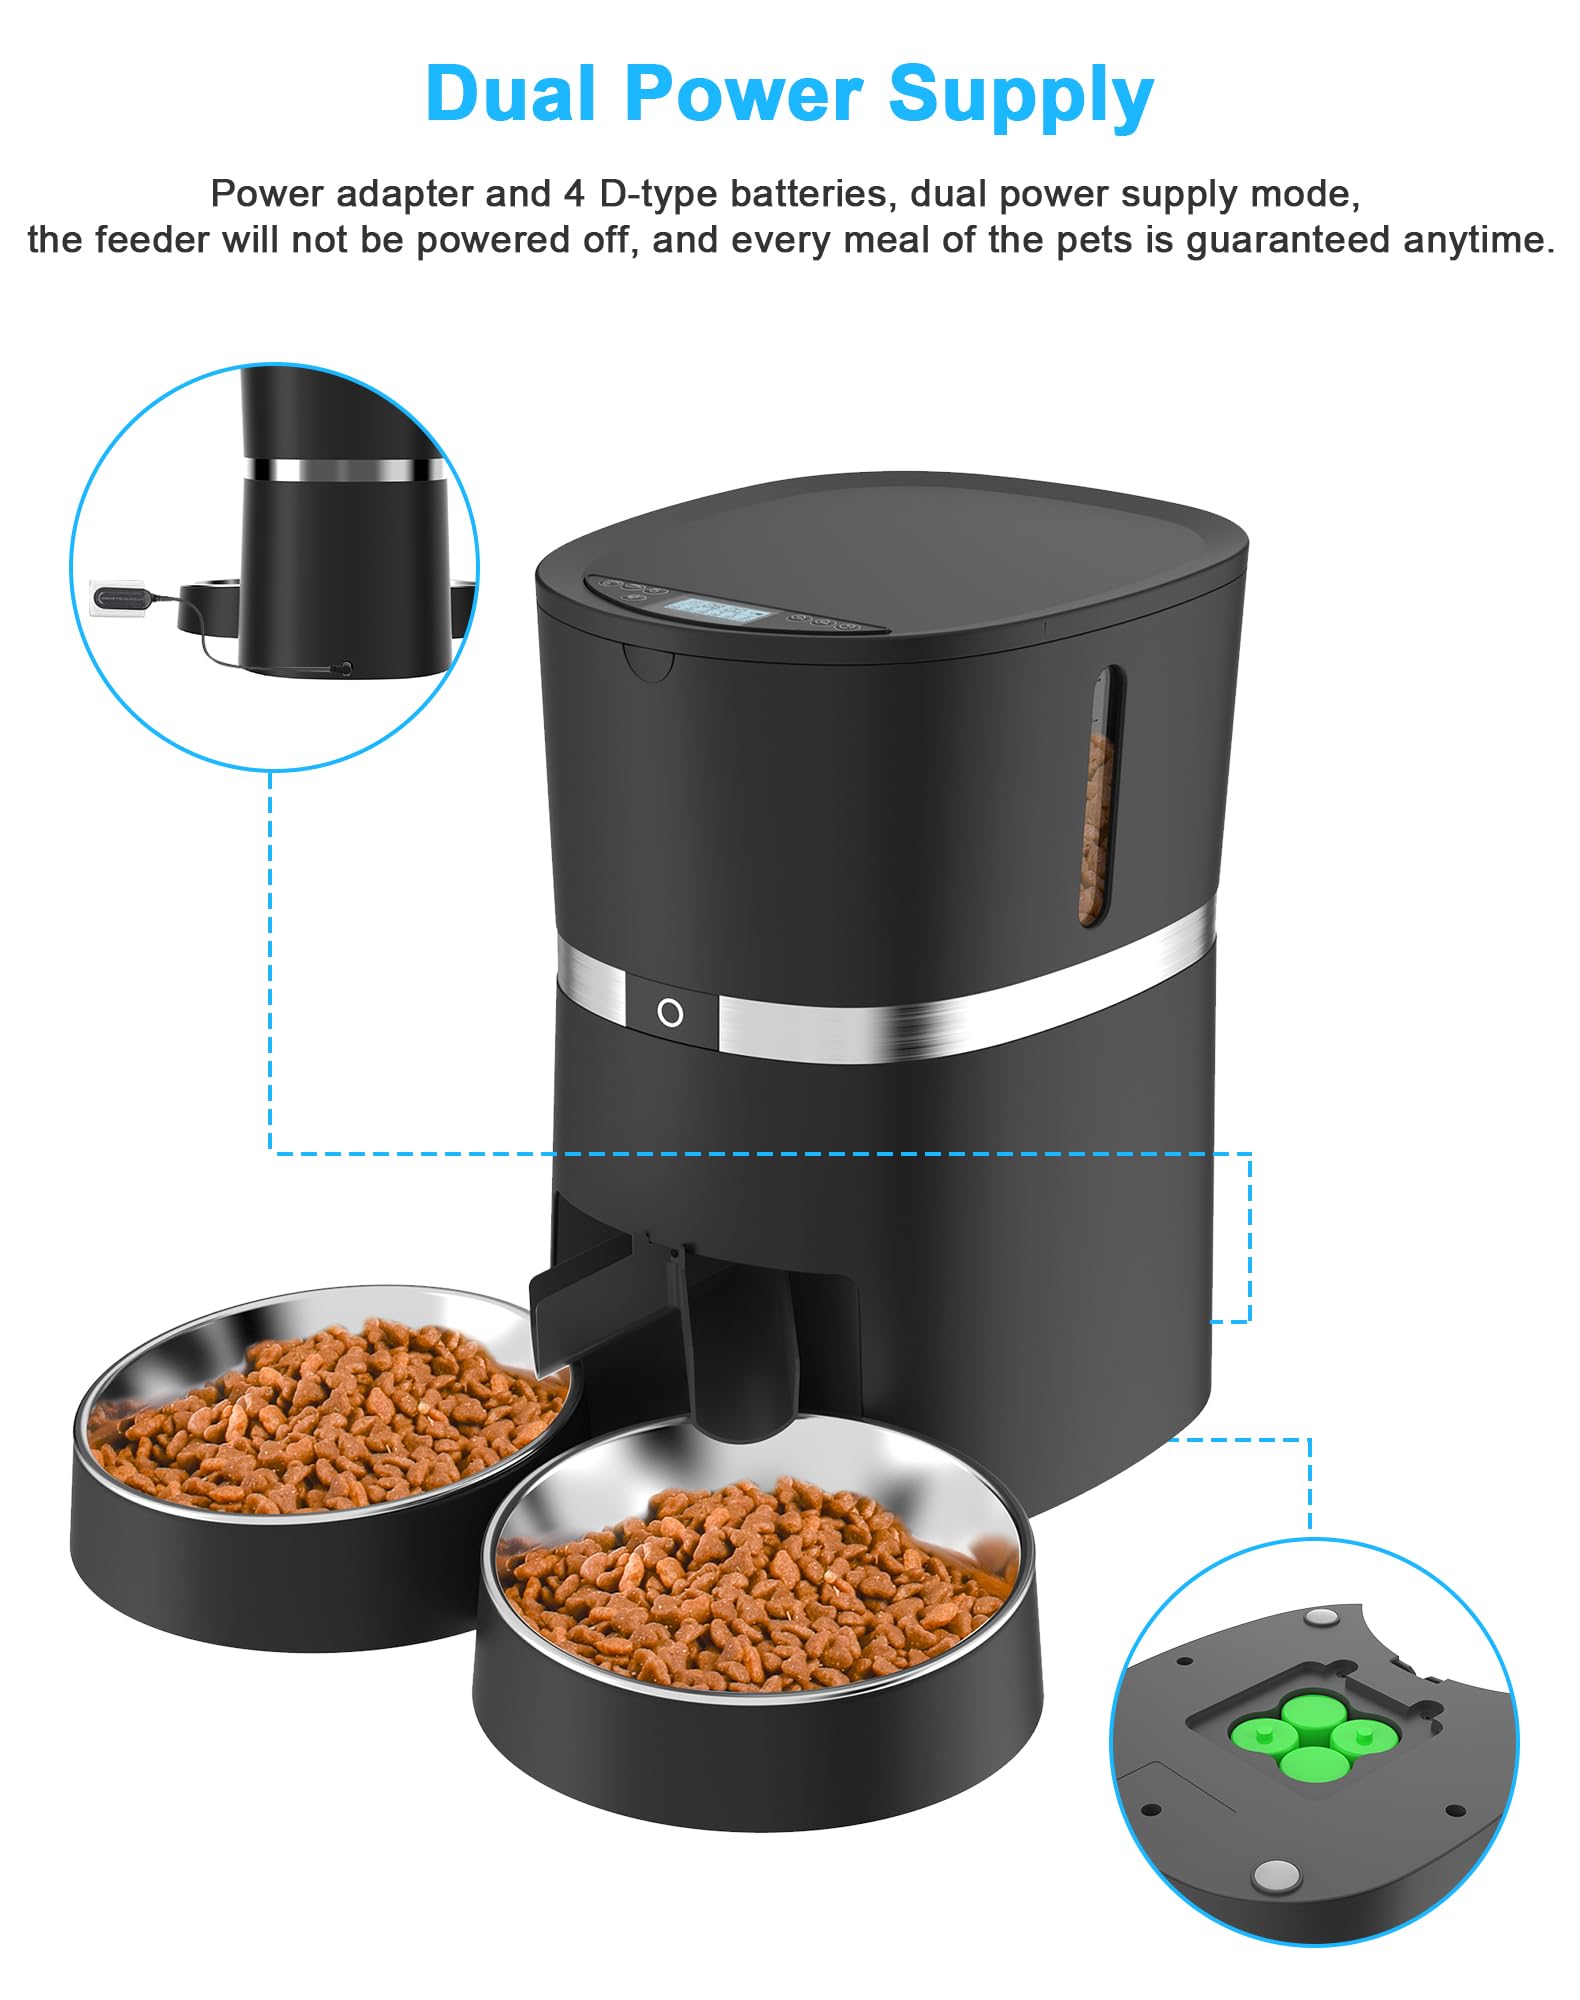 Dual Power Supply
Power adapter and 4 D-type batteries, dual power supply mode,
the feeder will not be powered off, and every meal of the pets is guaranteed anytime.